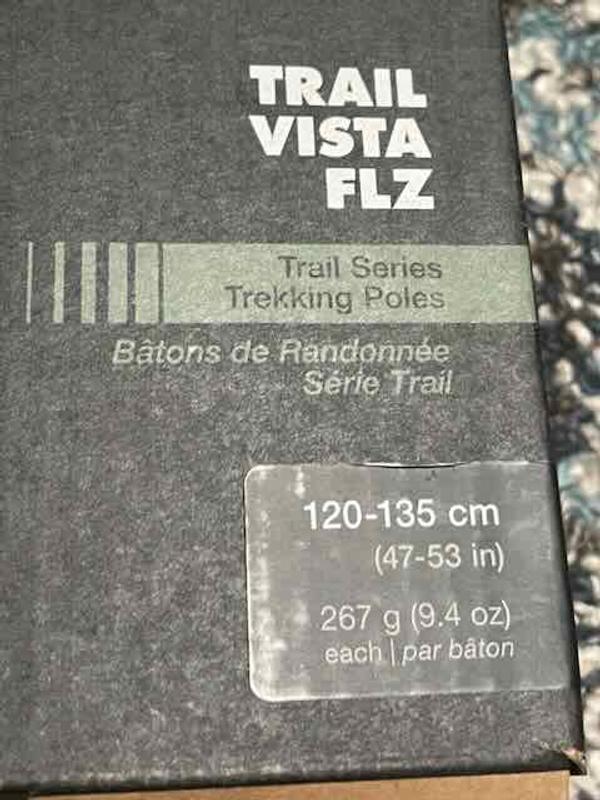 TRAIL
VISTA
FLZ
Trail Series
Trekking Poles
Bâtons de Randonnée
Série Trail
120-135 cm
(47-53 in)
267 g (9.4 oz)
each | par bâton